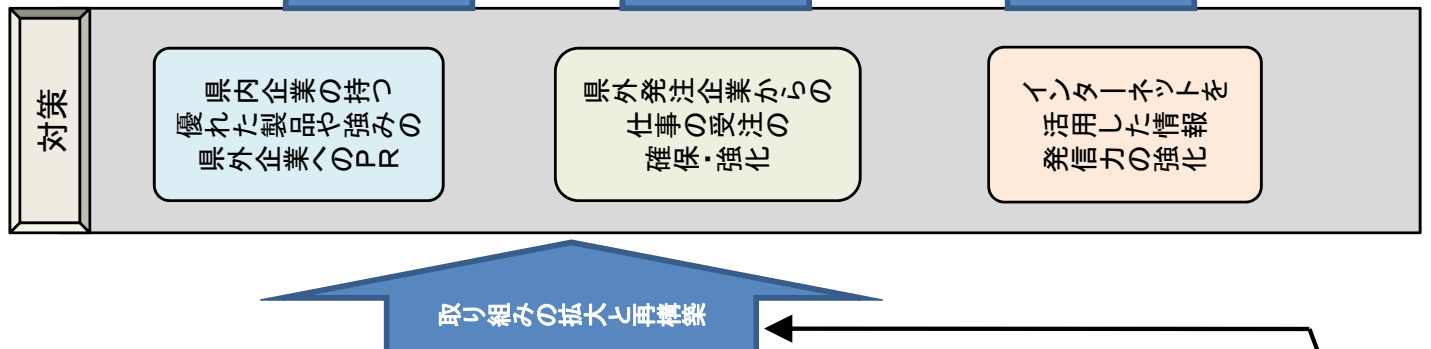 対策
県内企業の持つ
優れた製品や強みの
県外企業へのPR
県外発注企業からの
仕事の受注の
確保・強化
インターネットを
活用した情報
発信力の強化
取り組みの拡大と再構築